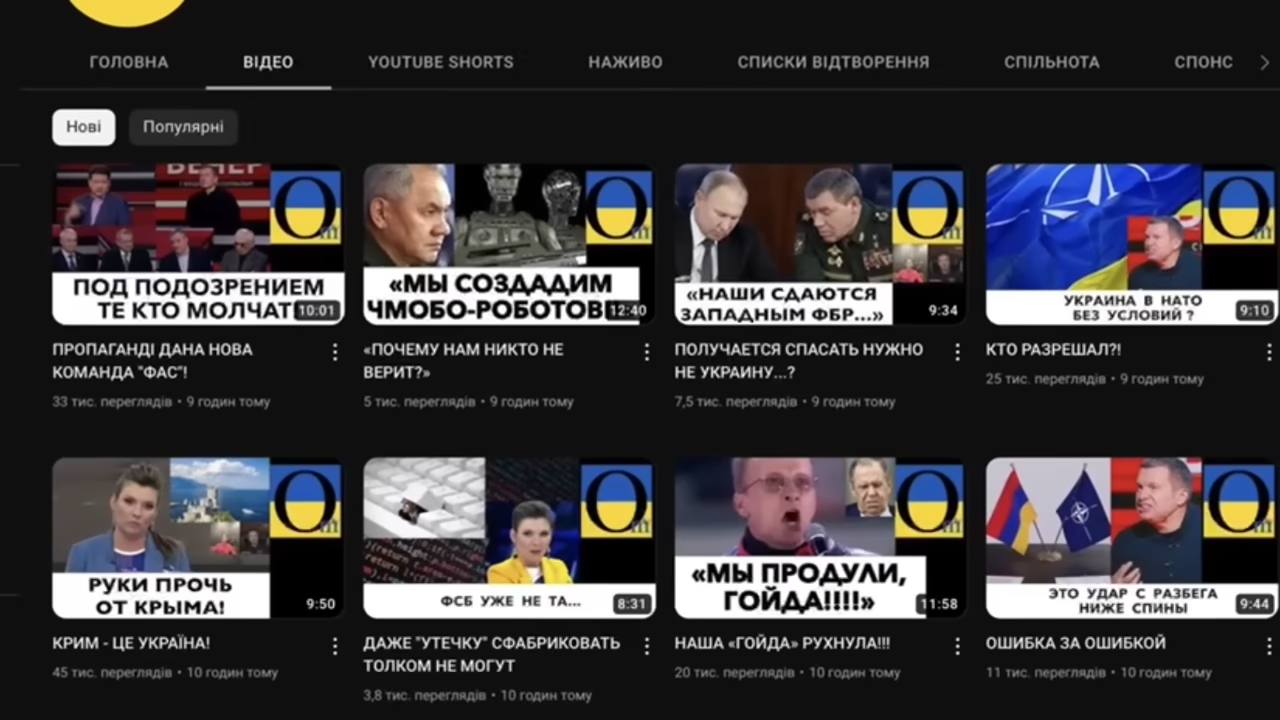 ГОЛОВНА ВІДЕО YOUTUBE SHORTS НАЖИВО СПИСКИ ВІДТВОРЕННЯ СПІЛЬНОТА СПОНС
Нові Популярні
ВЕЧЕР
ПОД ПОДОЗРЕНИЕМ
ТЕ КТО МОЛЧАТ
10:01
ПРОПАГАНДІ ДАНА НОВА
КОМАНДА "ФАС"!
33 тис. переглядів • 9 годин тому
«МЫ СОЗДАДИМ
ЧМОБО-РОБОТОВ
12:40
«ПОЧЕМУ НАМ НИКТО НЕ
ВЕРИТ?»
5 тис. переглядів • 9 годин тому
«НАШИ СДАЮТСЯ
ЗАПАДНЫМ ФБР...»
9:34
ПОЛУЧАЕТСЯ СПАСАТЬ НУЖНО
НЕ УКРАИНУ...?
7,5 тис. переглядів • 9 годин тому
УКРАИНА В НАТО
БЕЗ УСЛОВИЙ ?
9:10
КТО РАЗРЕШАЛ?!
25 тис. переглядів • 9 годин тому
РУКИ ПРОЧЬ
ОТ КРЫМА!
9:50
КРИМ - ЦЕ УКРАЇНА!
45 тис. переглядів • 10 годин тому
ФСБ УЖЕ НЕ ТА...
8:31
ДАЖЕ "УТЕЧКУ" СФАБРИКОВАТЬ
ТОЛКОМ НЕ МОГУТ
3,8 тис. переглядів • 10 годин тому
«МЫ ПРОДУЛИ,
ГОЙДА!!!!»
11:58
НАША «ГОЙДА» РУХНУЛА!!!
20 тис. переглядів • 10 годин тому
ЭТО УДАР С РАЗБЕГА
НИЖЕ СПИНЫ
9:44
ОШИБКА ЗА ОШИБКОЙ
11 тис. переглядів • 10 годин тому